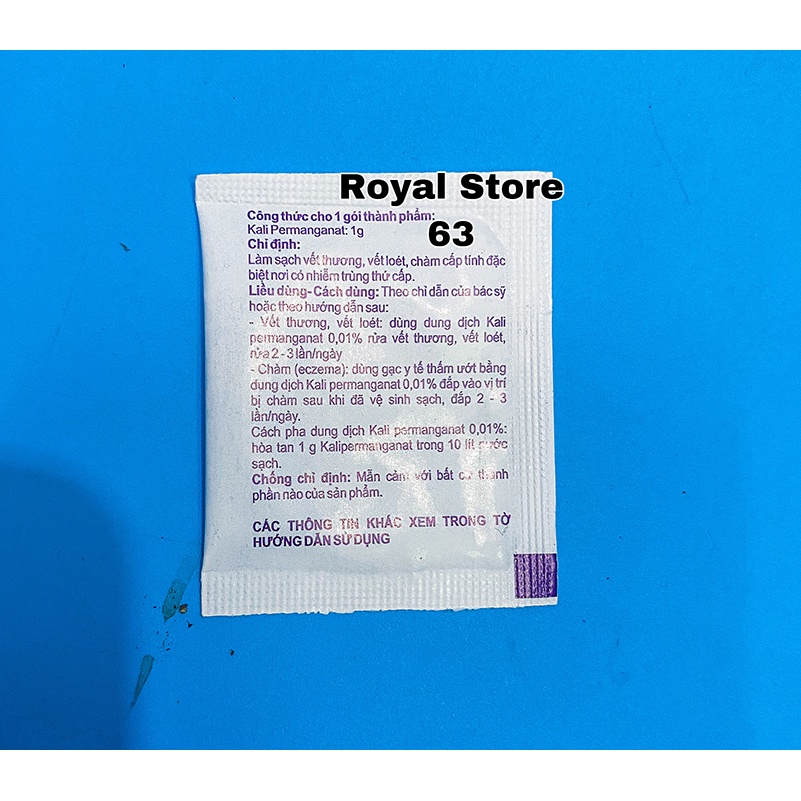 Royal Store
63
Công thức cho 1 gói thành phẩm:
Kali Permanganat: 1g
Chỉ định:
Làm sạch vết thương, vết loét, chàm cấp tính đặc
biệt nơi có nhiễm trùng thứ cấp.
Liều dùng- Cách dùng: Theo chỉ dẫn của bác sỹ
hoặc theo hướng dẫn sau:
- Vết thương, vết loét: dùng dung dịch Kali
permanganat 0,01% rửa vết thương, vết loét,
rửa 2 - 3 lần/ngày
- Chàm (eczema): dùng gạc y tế thấm ướt bằng
dung dịch Kali permanganat 0,01% đắp vào vị trí
bị chàm sau khi đã vệ sinh sạch, đắp 2 - 3
lần/ngày.
Cách pha dung dịch Kali permanganat 0,01%:
hòa tan 1 g Kalipermanganat trong 10 lít nước
sạch.
Chống chỉ định: Mẫn cảm với bất cứ thành
phần nào của sản phẩm.
CÁC THÔNG TIN KHÁC XEM TRONG TỜ
HƯỚNG DẪN SỬ DỤNG